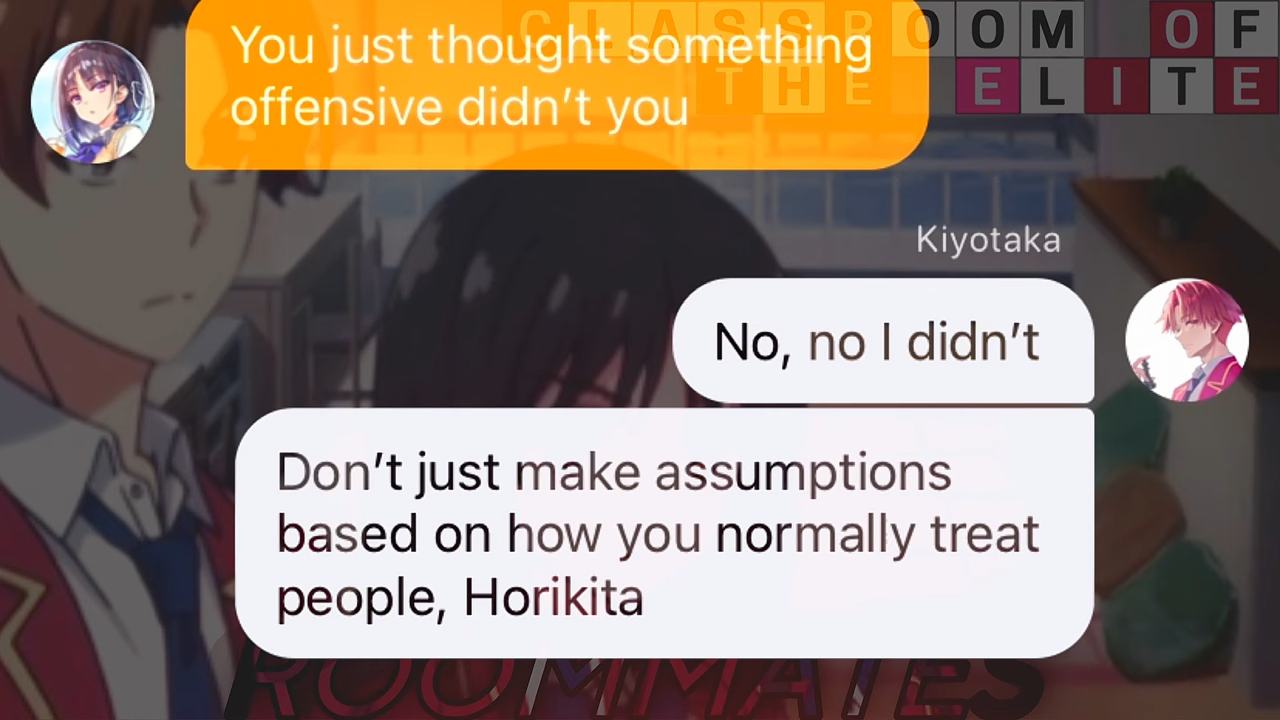 CLASSROOM OF
THE ELITE
You just thought something
offensive didn’t you
Kiyotaka
No, no I didn’t
Don’t just make assumptions
based on how you normally treat
people, Horikita
ROOMMATES